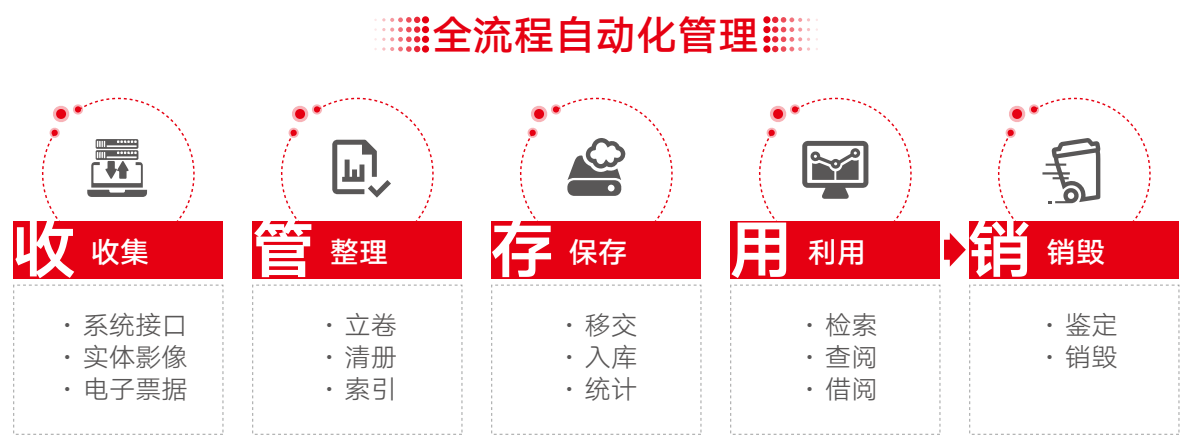 全流程自动化管理
收 收集
· 系统接口
· 实体影像
· 电子票据
管 整理
· 立卷
· 清册
· 索引
存 保存
· 移交
· 入库
· 统计
用 利用
· 检索
· 查阅
· 借阅
销 销毁
· 鉴定
· 销毁